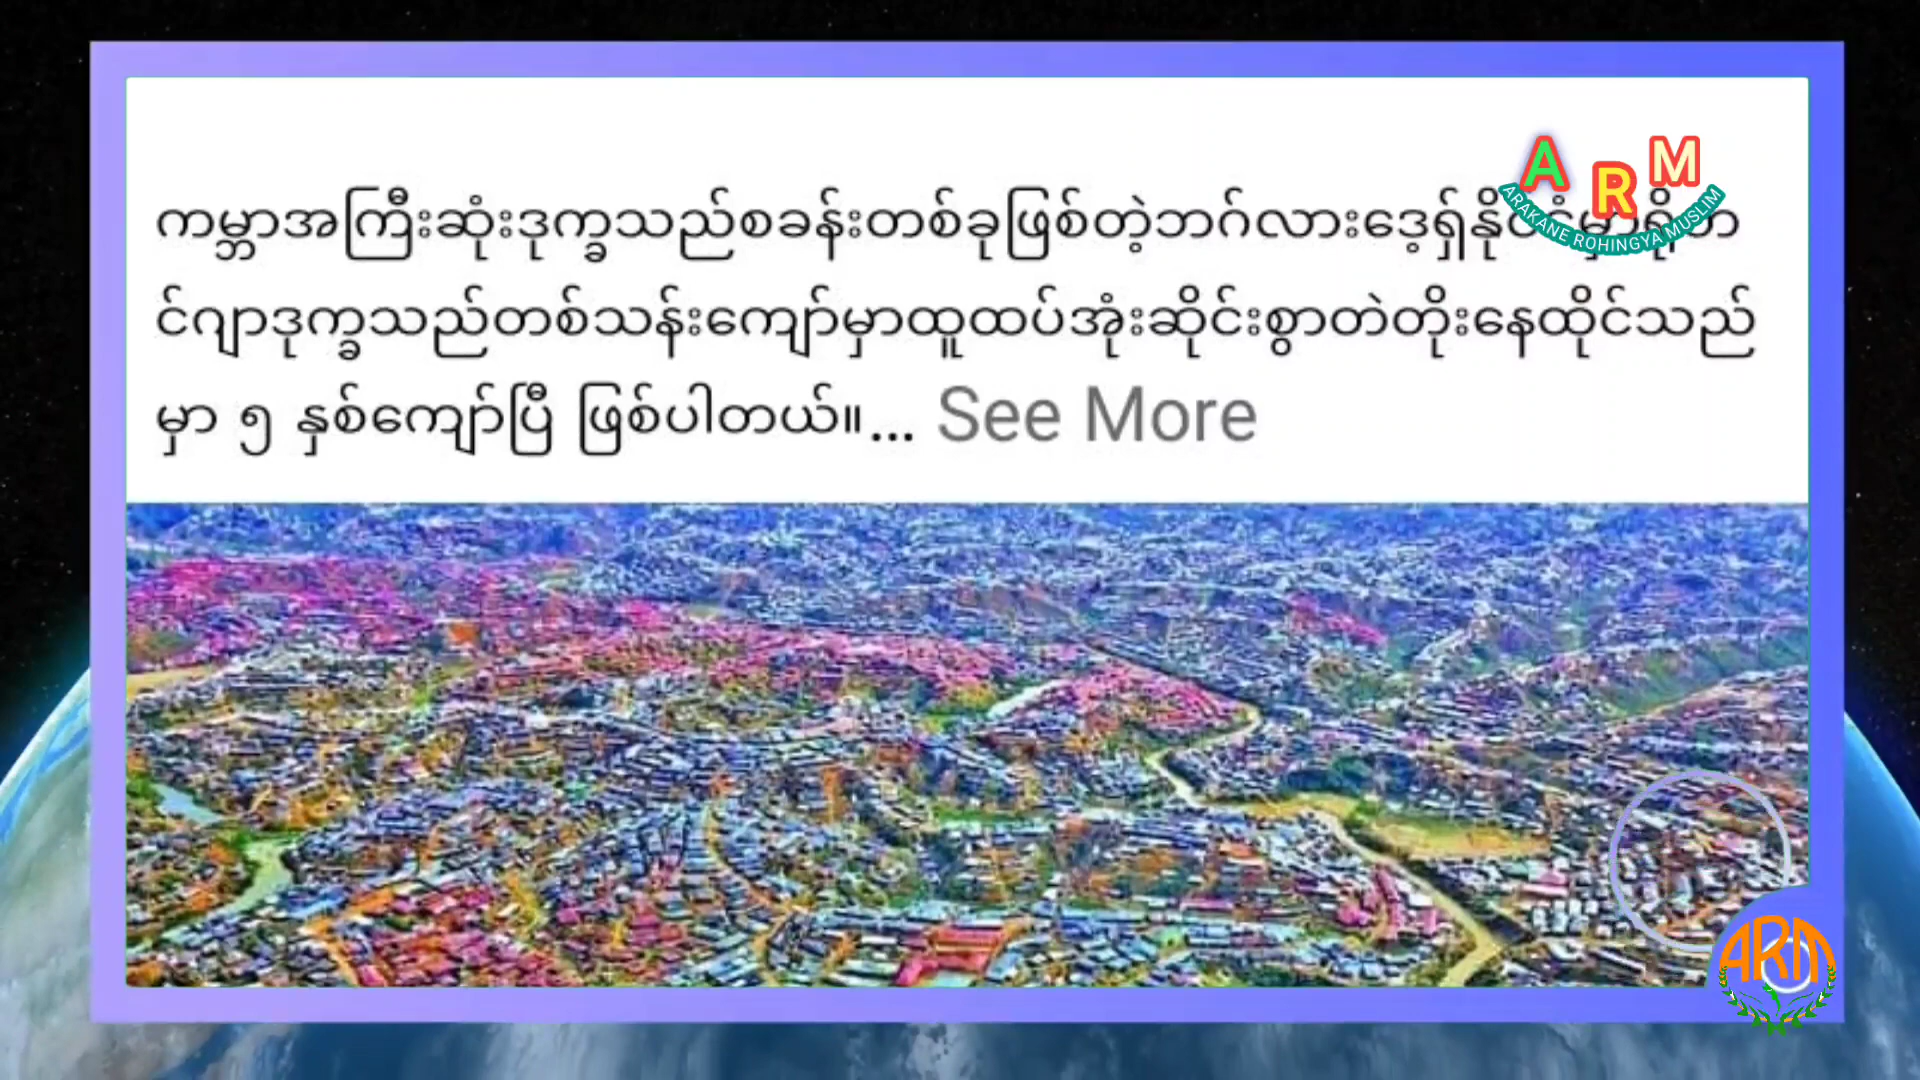 A R M
ARAKANE ROHINGYA MUSLIM
ကမ္ဘာအကြီးဆုံးဒုက္ခသည်စခန်းတစ်ခုဖြစ်တဲ့ဘင်္ဂလားဒေ့ရှ်နိုင်ငံမှာရှိတ
င်ဂျာဒုက္ခသည်တစ်သန်းကျော်မှာထူထပ်အုံးဆိုင်းစွာတဲတိုးနေထိုင်သည်
မှာ ၅ နှစ်ကျော်ပြီ ဖြစ်ပါတယ်။... See More
ARM